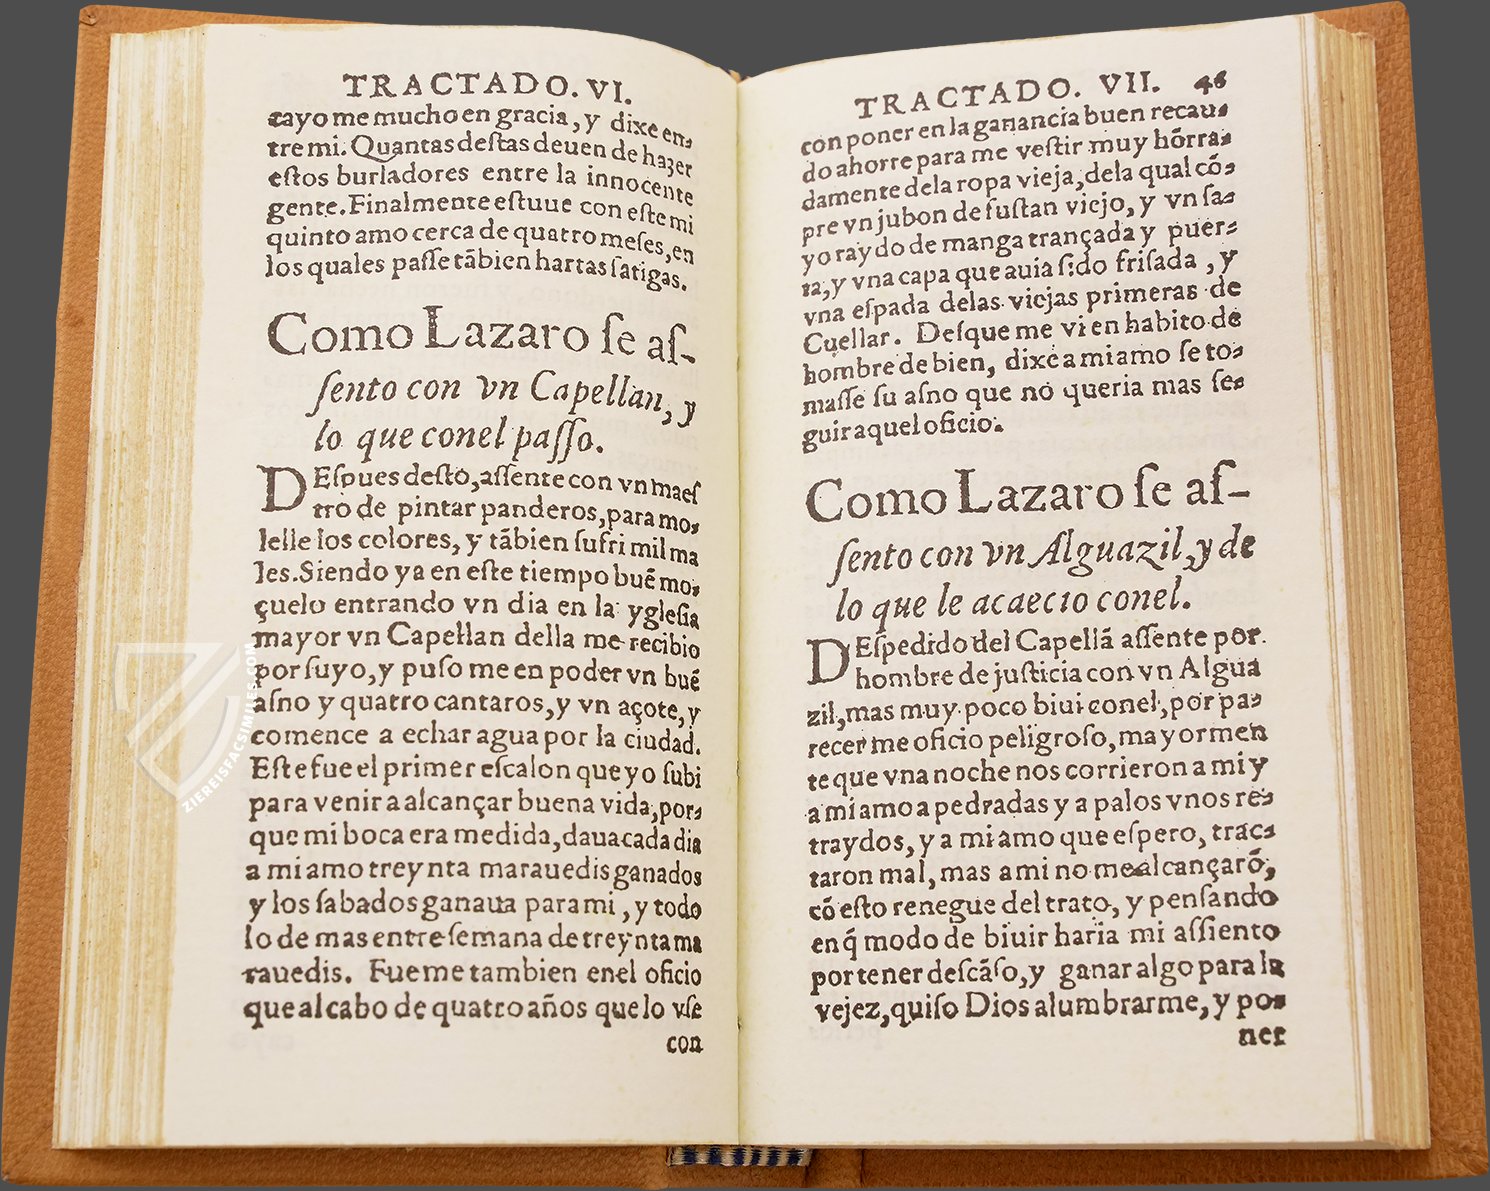 TRACTADO. VI.
cayo me mucho en gracia, y dixe en⸗
tre mi. Quantas deſtas deuen de hazer
eſtos burladores entre la innocente
gente. Finalmente eſtuue con eſte mi
quinto amo cerca de quatro meſes, en
los quales paſſe tãbien hartas fatigas.
Como Lazaro ſe aſ-
ſento con vn Capellan, y
lo que conel paſſo.
DEſpues deſto, aſſente con vn maeſ
tro de pintar panderos, para mo⸗
lelle los colores, y tãbien ſufri mil ma
les. Siendo ya en eſte tiempo buẽ mo⸗
çuelo entrando vn dia en la ygleſia
mayor vn Capellan della me recibio
por ſuyo, y puſo me en poder vn buẽ
aſno y quatro cantaros, y vn açote, y
comence a echar agua por la ciudad.
Eſte fue el primer eſcalon que yo ſubi
para venir a alcançar buena vida, por⸗
que mi boca era medida, daua cada dia
a mi amo treynta marauedis ganados
y los ſabados ganaua para mi, y todo
lo de mas entre ſemana de treynta ma
rauedis. Fue me tambien enel oficio
que al cabo de quatro años que lo vſe
con
TRACTADO. VII. 46
con poner en la ganancia buen recau⸗
do ahorre para me veſtir muy hõrra⸗
damente dela ropa vieja, dela qual cõ⸗
pre vn jubon de fuſtan viejo, y vn ſa⸗
yo raydo de manga trançada y puer⸗
ta, y vna capa que auia ſido friſada, y
vna eſpada delas viejas primeras de
Cuellar. Deſque me vi en habito de
hombre de bien, dixe a mi amo ſe to⸗
maſſe ſu aſno que no queria mas ſe⸗
guir aquel oficio.
Como Lazaro ſe aſ-
ſento con vn Alguazil, y de
lo que le acaecio conel.
DEſpedido del Capellã aſſente por
hombre de juſticia con vn Algua
zil, mas muy poco biui conel, por pa⸗
recer me oficio peligroſo, mayormen
te que vna noche nos corrieron a mi y
a mi amo a pedradas y a palos vnos re⸗
traydos, y a mi amo que eſpero, trac⸗
taron mal, mas a mi no me alcançarõ,
cõ eſto renegue del trato, y penſando
en q̃ modo de biuir haria mi aſſiento
por tener deſcãſo, y ganar algo para la
vejez, quiſo Dios alumbrarme, y po⸗
ner
ZIEREISFACSIMILES.COM